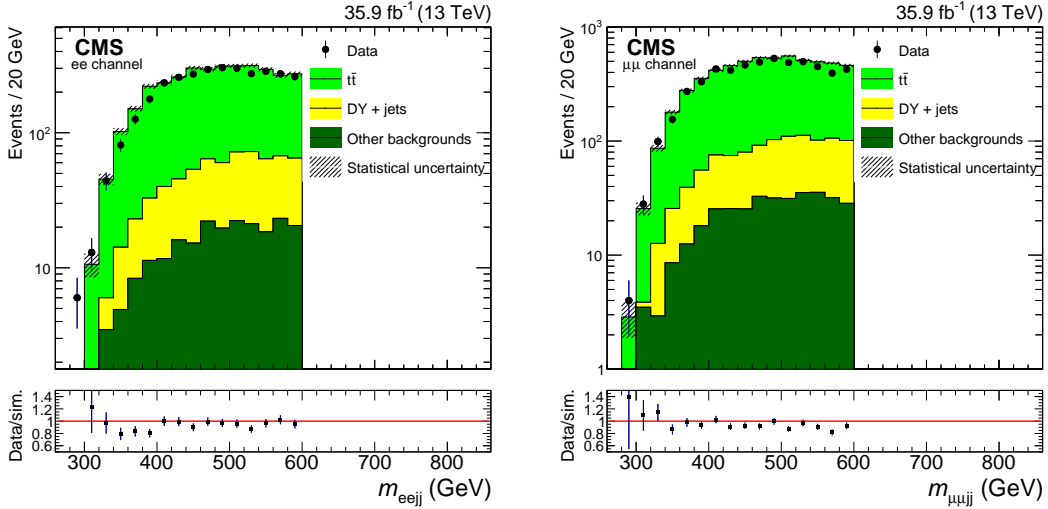 35.9 fb⁻¹ (13 TeV)
CMS
ee channel
Data
tt̄
DY + jets
Other backgrounds
Statistical uncertainty
Events / 20 GeV
10²
10
Data/sim.
1.4
1.2
1
0.8
0.6
300 400 500 600 700 800
m_eejj (GeV)
35.9 fb⁻¹ (13 TeV)
CMS
μμ channel
Data
tt̄
DY + jets
Other backgrounds
Statistical uncertainty
Events / 20 GeV
10³
10²
10
1
Data/sim.
1.4
1.2
1
0.8
0.6
300 400 500 600 700 800
m_μμjj (GeV)